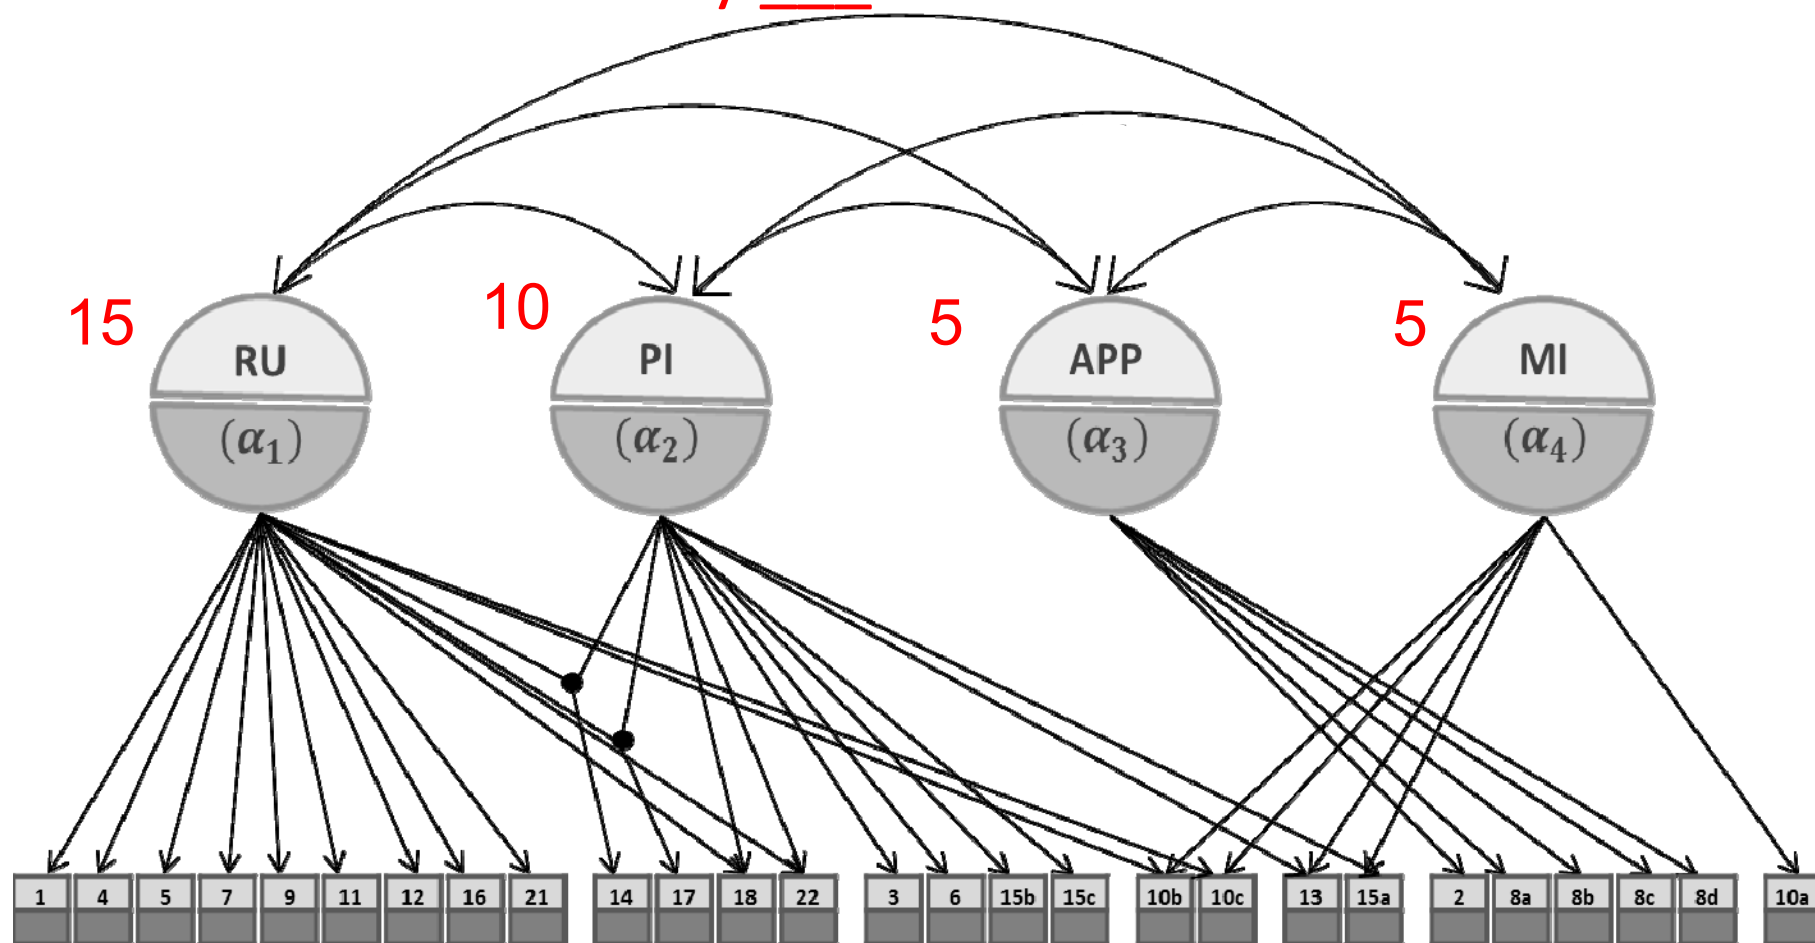 15 10 5 5
RU PI APP MI
(α₁) (α₂) (α₃) (α₄)
1 4 5 7 9 11 12 16 21 14 17 18 22 3 6 15b 15c 10b 10c 13 15a 2 8a 8b 8c 8d 10a